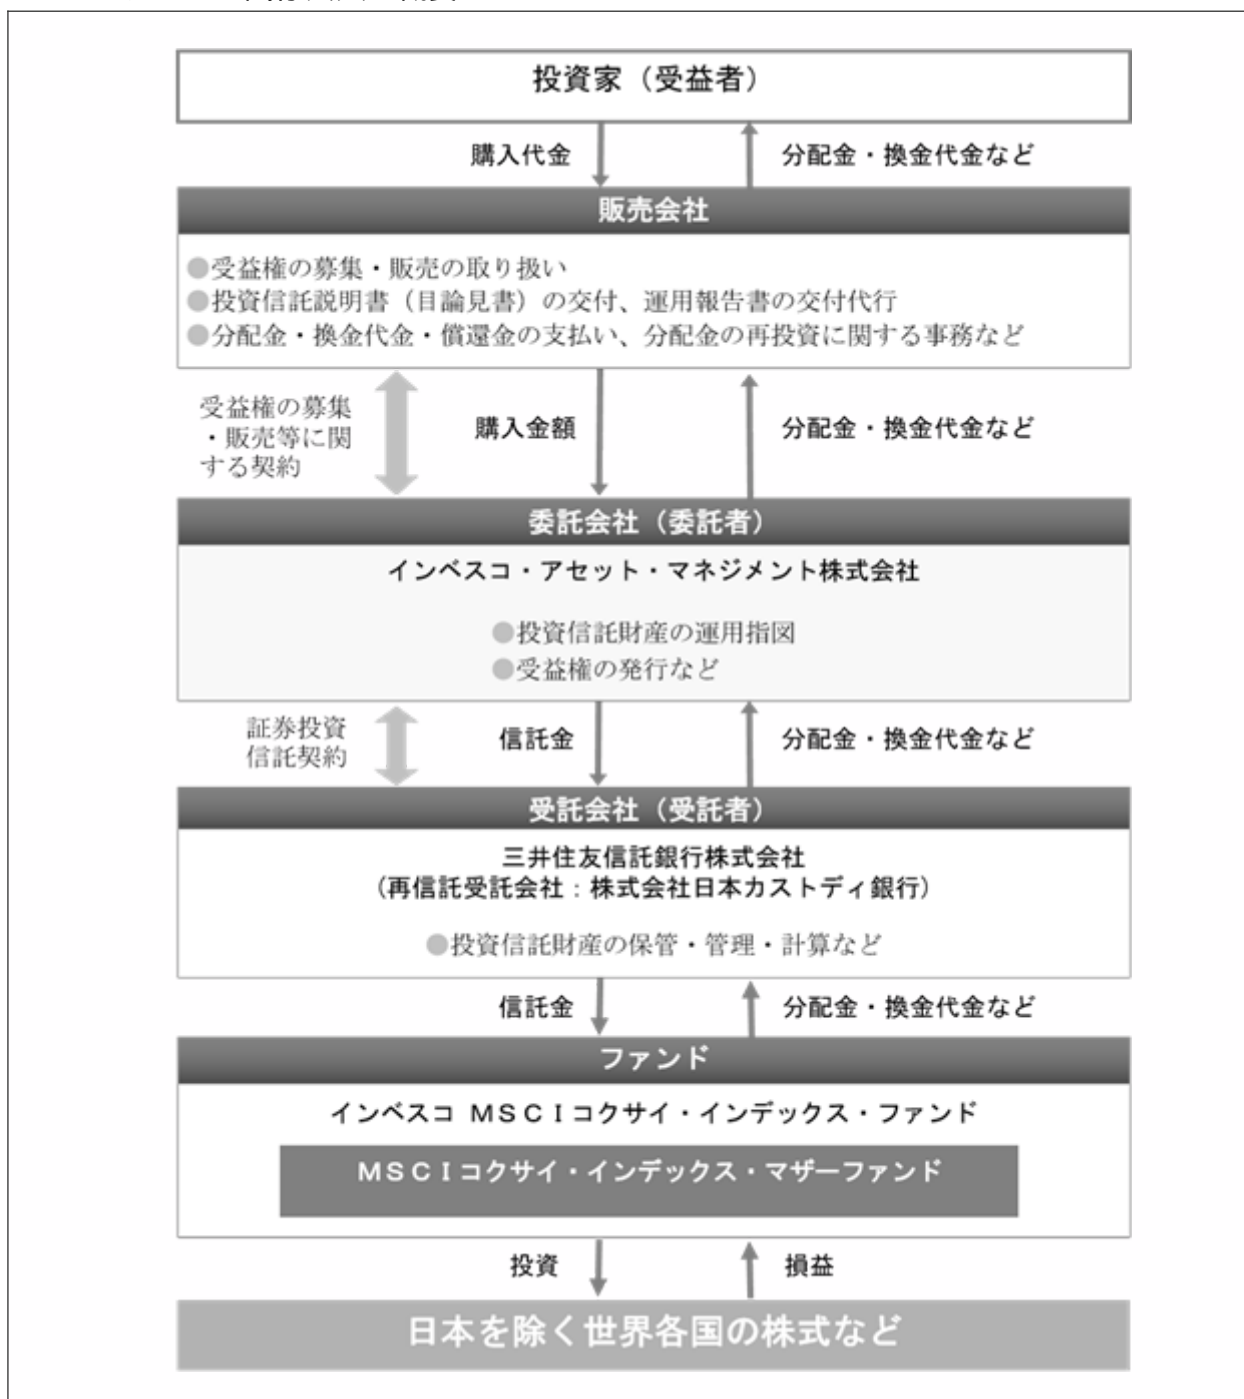 投資家（受益者）
購入代金
分配金・換金代金など
販売会社
●受益権の募集・販売の取り扱い
●投資信託説明書（目論見書）の交付、運用報告書の交付代行
●分配金・換金代金・償還金の支払い、分配金の再投資に関する事務など
受益権の募集
・販売等に関
する契約
購入金額
分配金・換金代金など
委託会社（委託者）
インベスコ・アセット・マネジメント株式会社
●投資信託財産の運用指図
●受益権の発行など
証券投資
信託契約
信託金
分配金・換金代金など
受託会社（受託者）
三井住友信託銀行株式会社
（再信託受託会社：株式会社日本カストディ銀行）
●投資信託財産の保管・管理・計算など
信託金
分配金・換金代金など
ファンド
インベスコ ＭＳＣＩコクサイ・インデックス・ファンド
ＭＳＣＩコクサイ・インデックス・マザーファンド
投資
損益
日本を除く世界各国の株式など